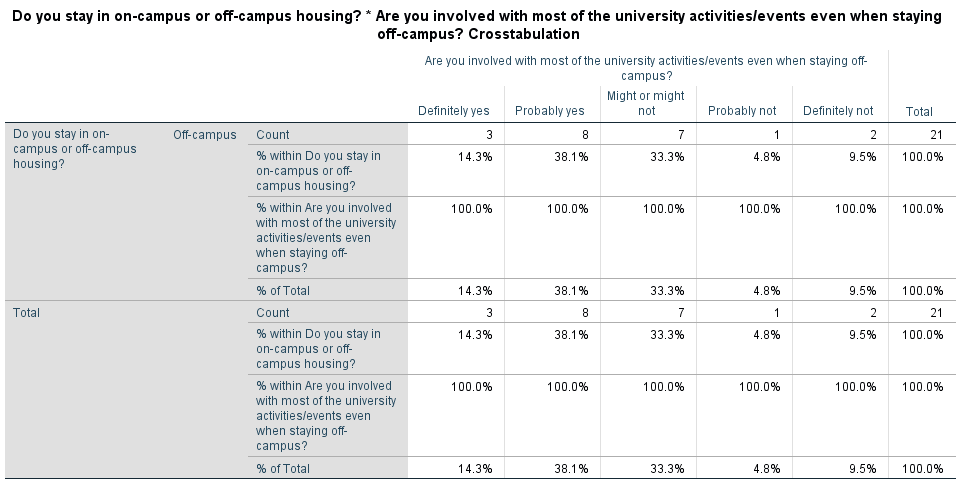 Do you stay in on-campus or off-campus housing? * Are you involved with most of the university activities/events even when staying
off-campus? Crosstabulation
Are you involved with most of the university activities/events even when staying off-
campus?
Definitely yes Probably yes Might or might not Probably not Definitely not Total
Do you stay in on-
campus or off-campus
housing?
Off-campus Count 3 8 7 1 2 21
% within Do you stay in
on-campus or off-
campus housing?
14.3% 38.1% 33.3% 4.8% 9.5% 100.0%
% within Are you involved
with most of the university
activities/events even
when staying off-
campus?
100.0% 100.0% 100.0% 100.0% 100.0% 100.0%
% of Total 14.3% 38.1% 33.3% 4.8% 9.5% 100.0%
Total Count 3 8 7 1 2 21
% within Do you stay in
on-campus or off-
campus housing?
14.3% 38.1% 33.3% 4.8% 9.5% 100.0%
% within Are you involved
with most of the university
activities/events even
when staying off-
campus?
100.0% 100.0% 100.0% 100.0% 100.0% 100.0%
% of Total 14.3% 38.1% 33.3% 4.8% 9.5% 100.0%